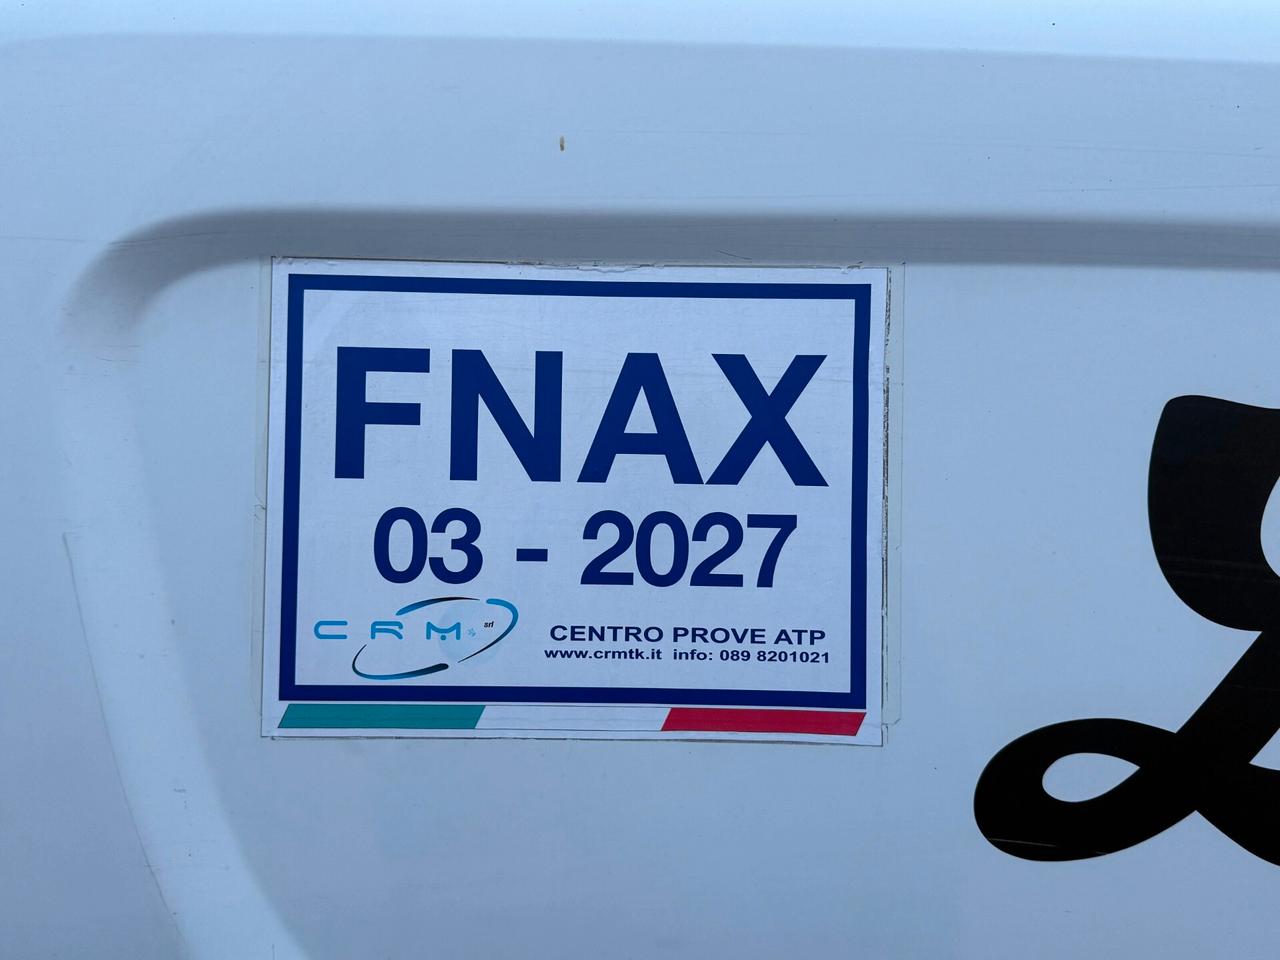 FNAX
03 - 2027
CRM srl
CENTRO PROVE ATP
www.crmtk.it info: 089 8201021